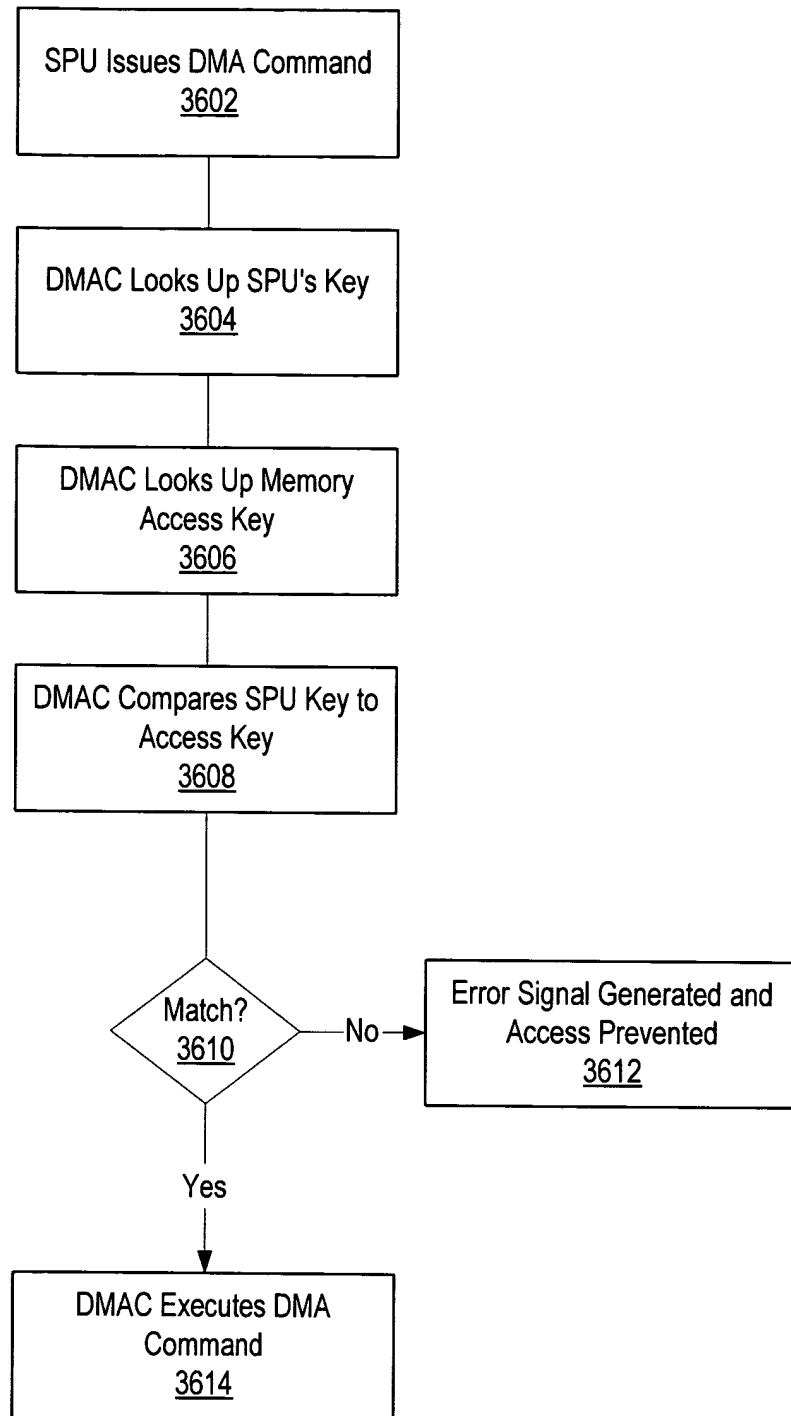 SPU Issues DMA Command
3602
DMAC Looks Up SPU's Key
3604
DMAC Looks Up Memory
Access Key
3606
DMAC Compares SPU Key to
Access Key
3608
Match?
3610
No
Error Signal Generated and
Access Prevented
3612
Yes
DMAC Executes DMA
Command
3614